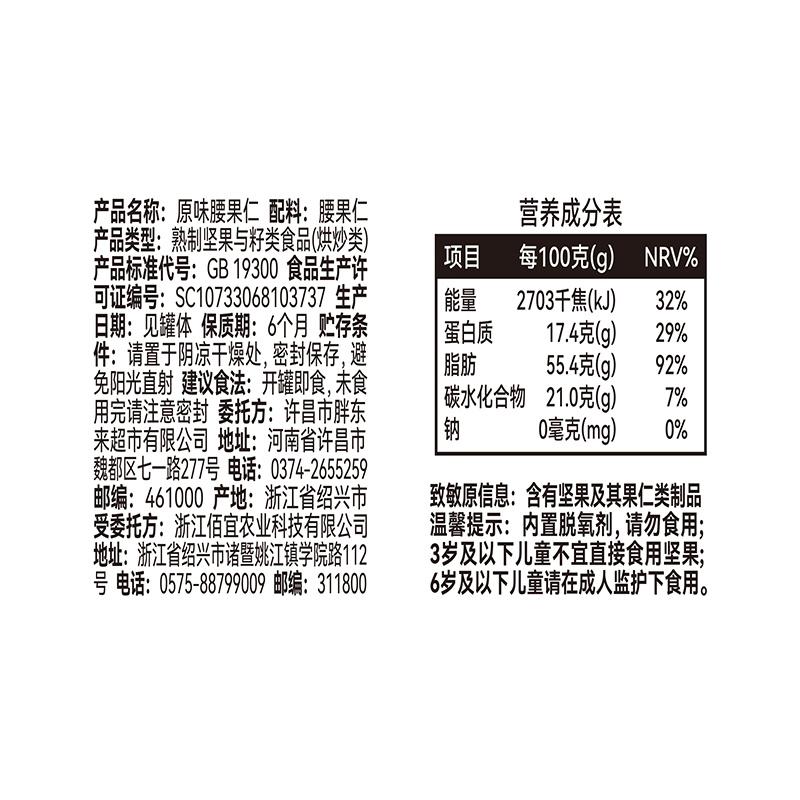 产品名称：原味腰果仁 配料：腰果仁
产品类型：熟制坚果与籽类食品(烘炒类)
产品标准代号：GB 19300 食品生产许
可证编号：SC10733068103737 生产
日期：见罐体 保质期：6个月 贮存条
件：请置于阴凉干燥处，密封保存，避
免阳光直射 建议食法：开罐即食，未食
用完请注意密封 委托方：许昌市胖东
来超市有限公司 地址：河南省许昌市
魏都区七一路277号 电话：0374-2655259
邮编：461000 产地：浙江省绍兴市
受委托方：浙江佰宜农业科技有限公司
地址：浙江省绍兴市诸暨姚江镇学院路112
号 电话：0575-88799009 邮编：311800
营养成分表
项目 每100克(g) NRV%
能量 2703千焦(kJ) 32%
蛋白质 17.4克(g) 29%
脂肪 55.4克(g) 92%
碳水化合物 21.0克(g) 7%
钠 0毫克(mg) 0%
致敏原信息：含有坚果及其果仁类制品
温馨提示：内置脱氧剂，请勿食用；
3岁及以下儿童不宜直接食用坚果；
6岁及以下儿童请在成人监护下食用。